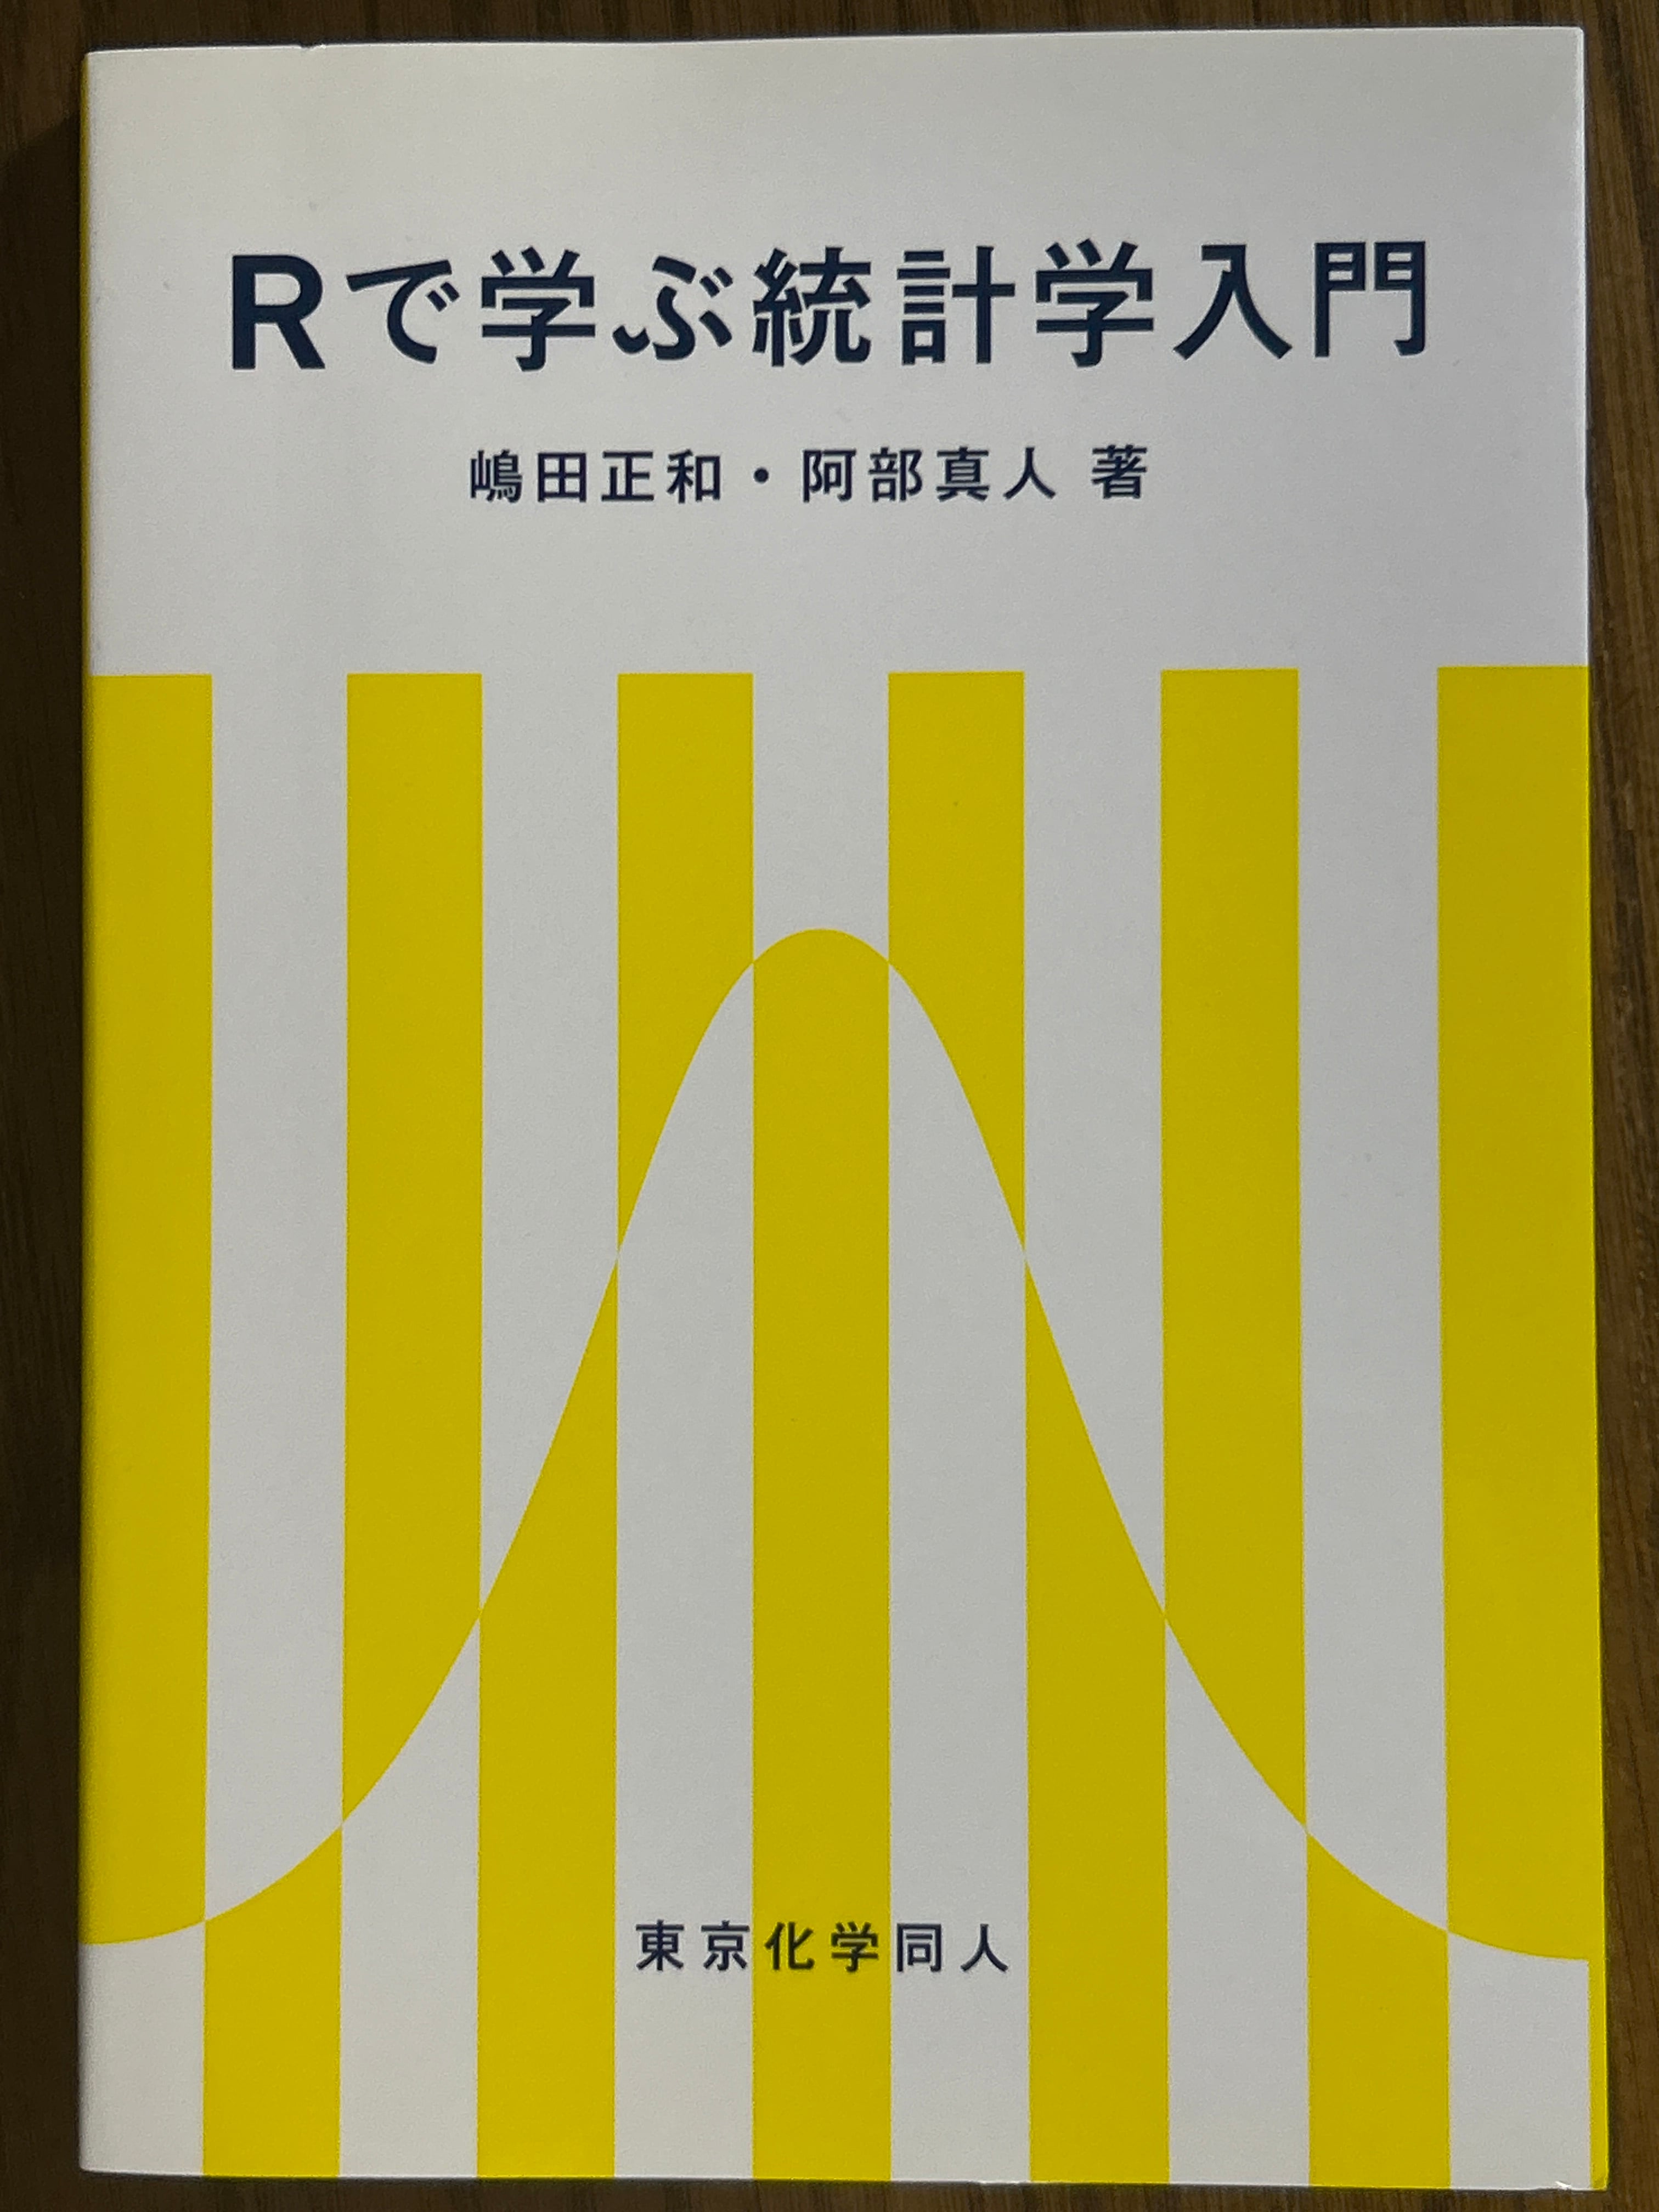 Rで学ぶ統計学入門
嶋田正和・阿部真人 著
東京化学同人